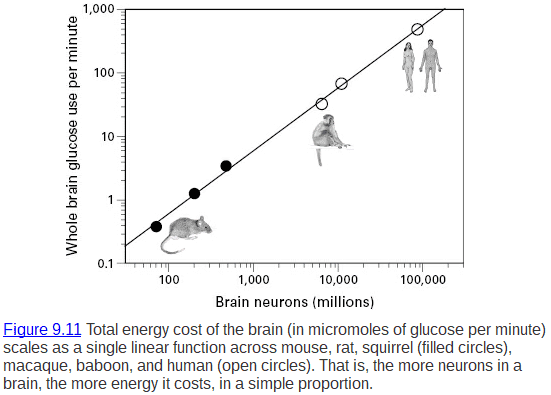 1,000
100
10
1
0.1
Whole brain glucose use per minute
100
1,000
10,000
100,000
Brain neurons (millions)
Figure 9.11 Total energy cost of the brain (in micromoles of glucose per minute)
scales as a single linear function across mouse, rat, squirrel (filled circles),
macaque, baboon, and human (open circles). That is, the more neurons in a
brain, the more energy it costs, in a simple proportion.